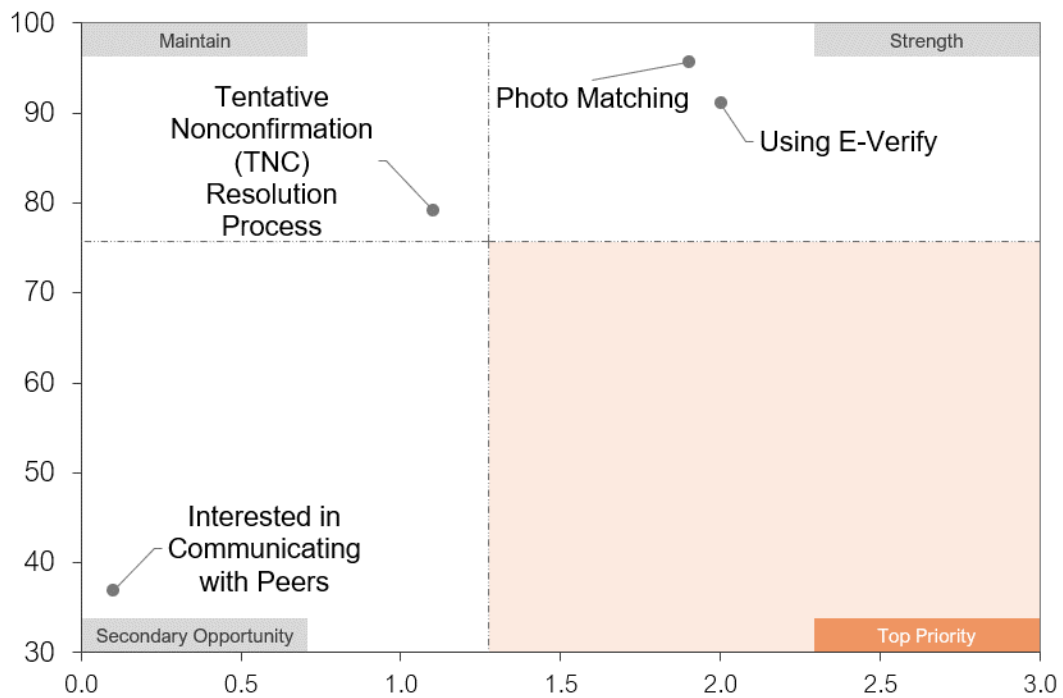 100
90
80
70
60
50
40
30
Maintain
Strength
Tentative
Nonconfirmation
(TNC)
Resolution
Process
Photo Matching
Using E-Verify
Interested in
Communicating
with Peers
Secondary Opportunity
Top Priority
0.0
0.5
1.0
1.5
2.0
2.5
3.0